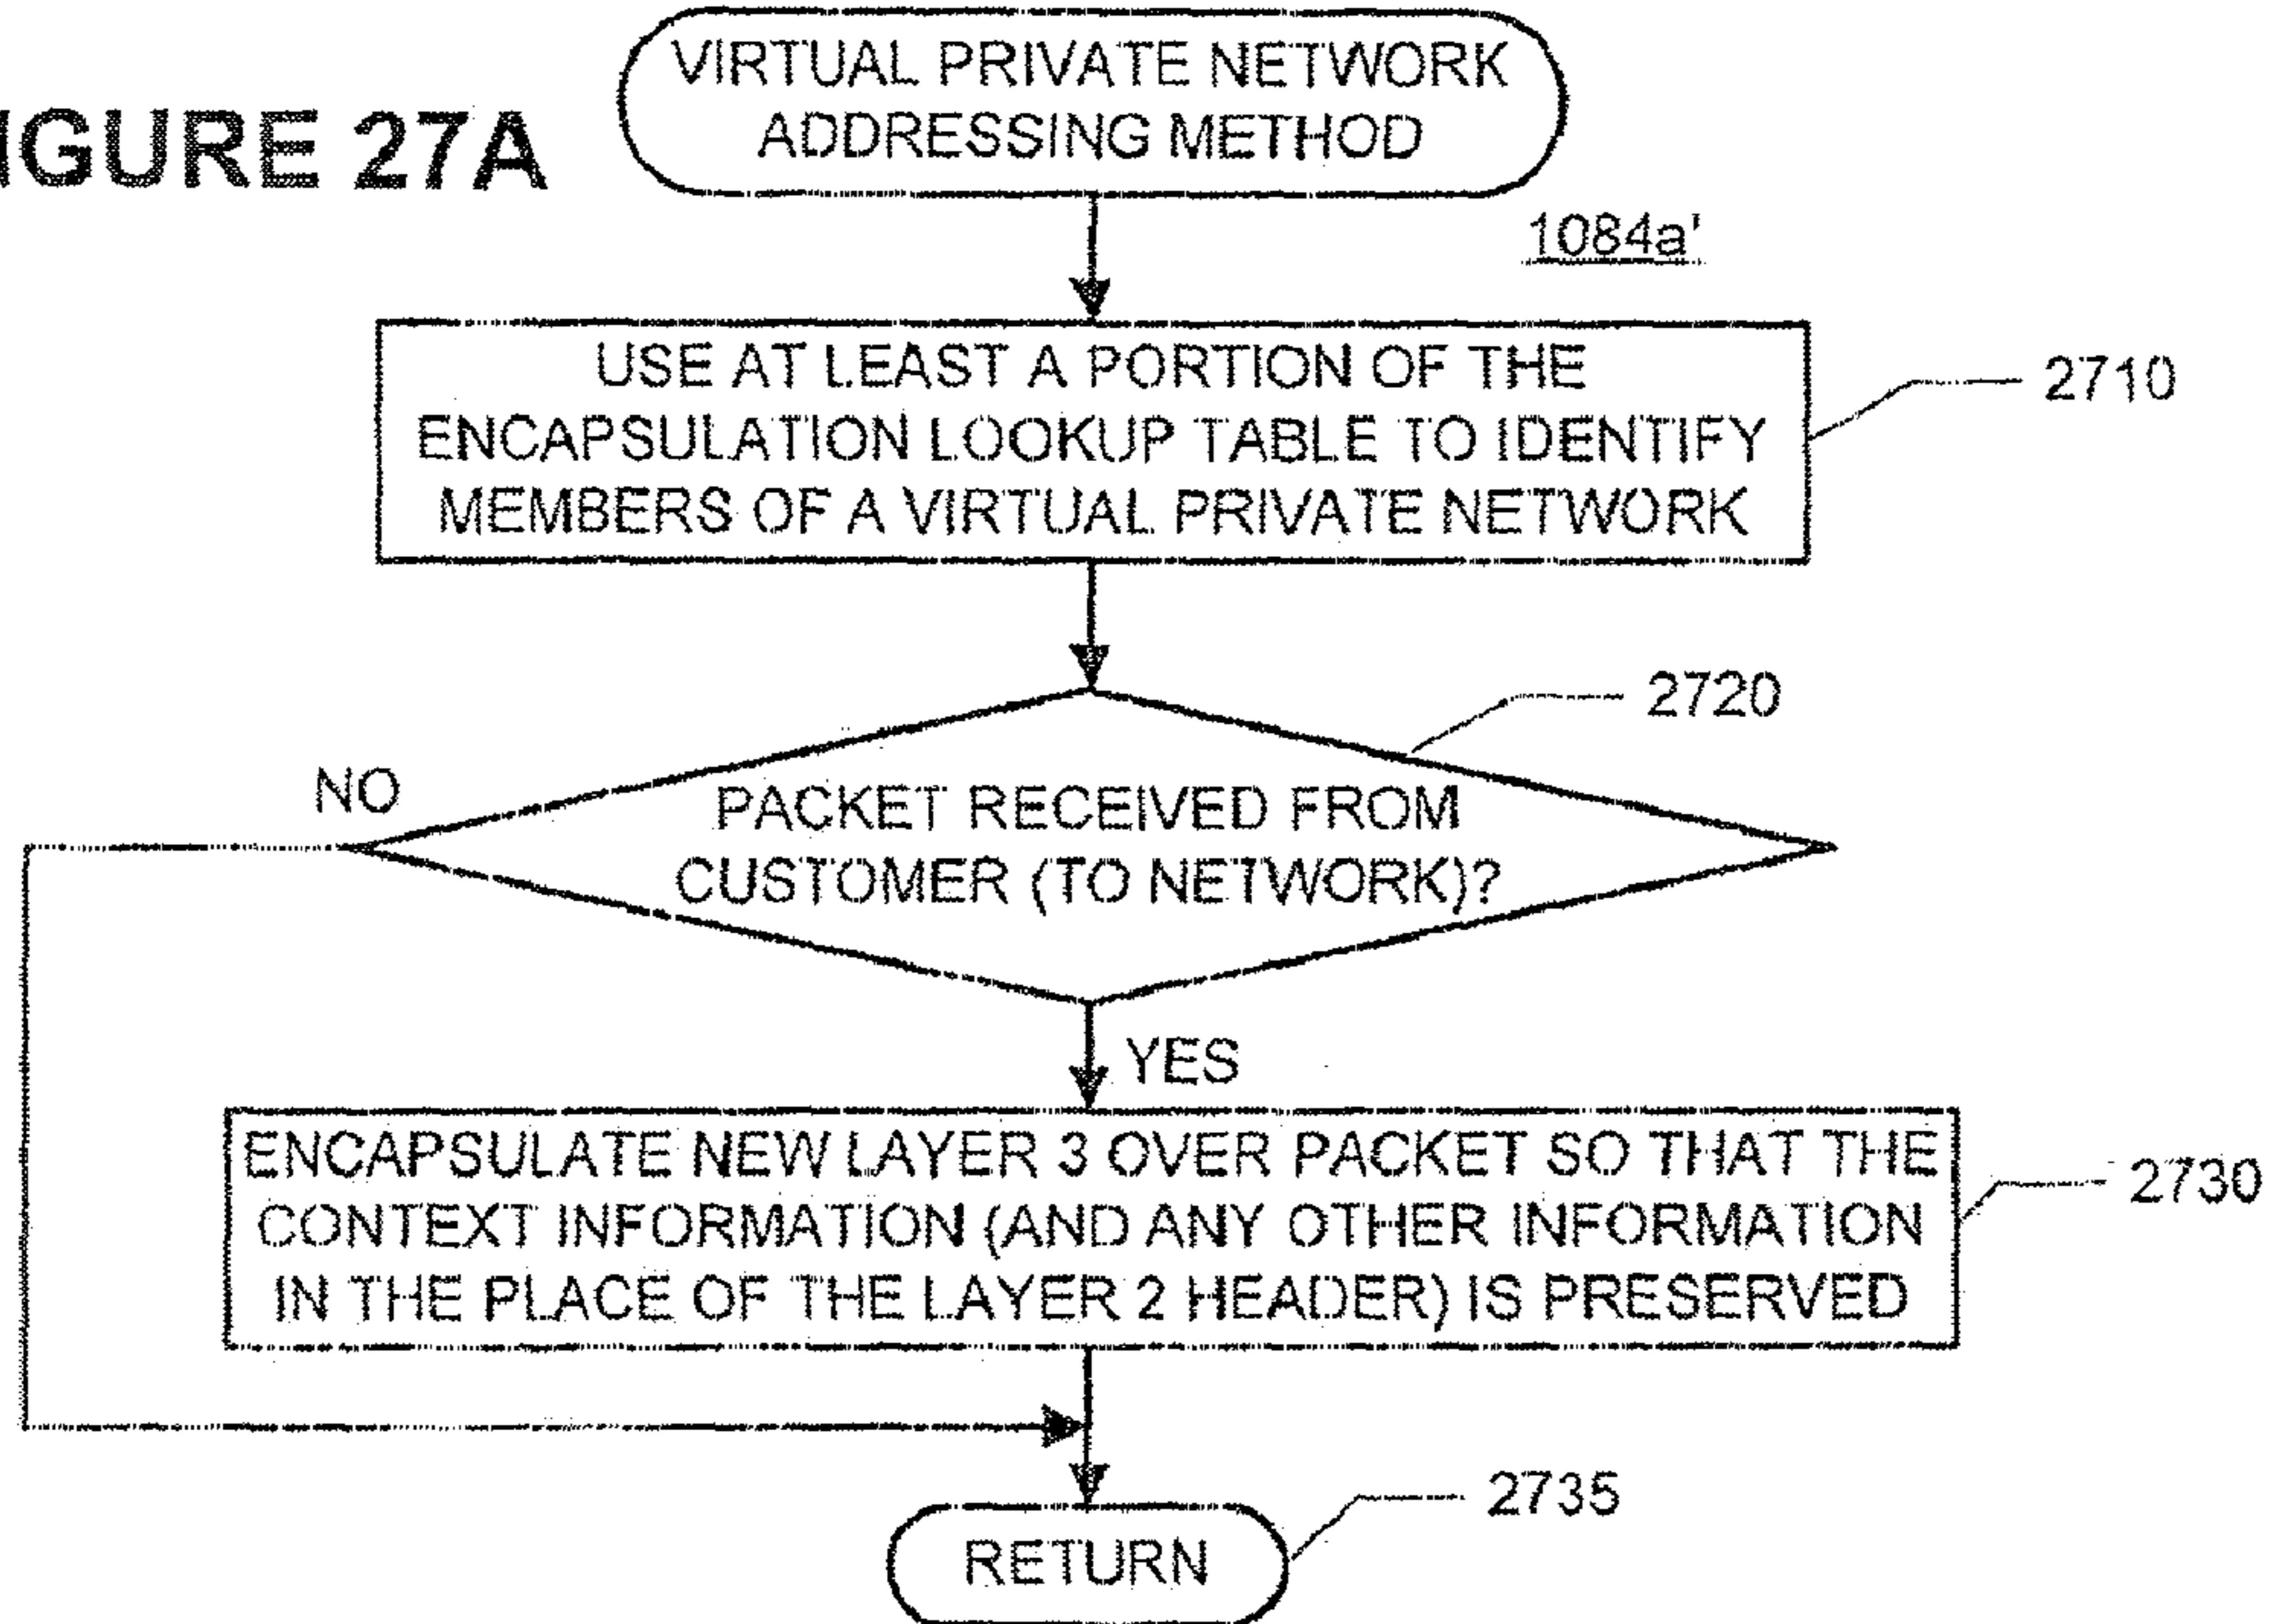 IGURE 27A
VIRTUAL PRIVATE NETWORK
ADDRESSING METHOD
1084a'
USE AT LEAST A PORTION OF THE
ENCAPSULATION LOOKUP TABLE TO IDENTIFY
MEMBERS OF A VIRTUAL PRIVATE NETWORK
2710
2720
NO
PACKET RECEIVED FROM
CUSTOMER (TO NETWORK)?
YES
ENCAPSULATE NEW LAYER 3 OVER PACKET SO THAT THE
CONTEXT INFORMATION (AND ANY OTHER INFORMATION
IN THE PLACE OF THE LAYER 2 HEADER) IS PRESERVED
2730
2735
RETURN